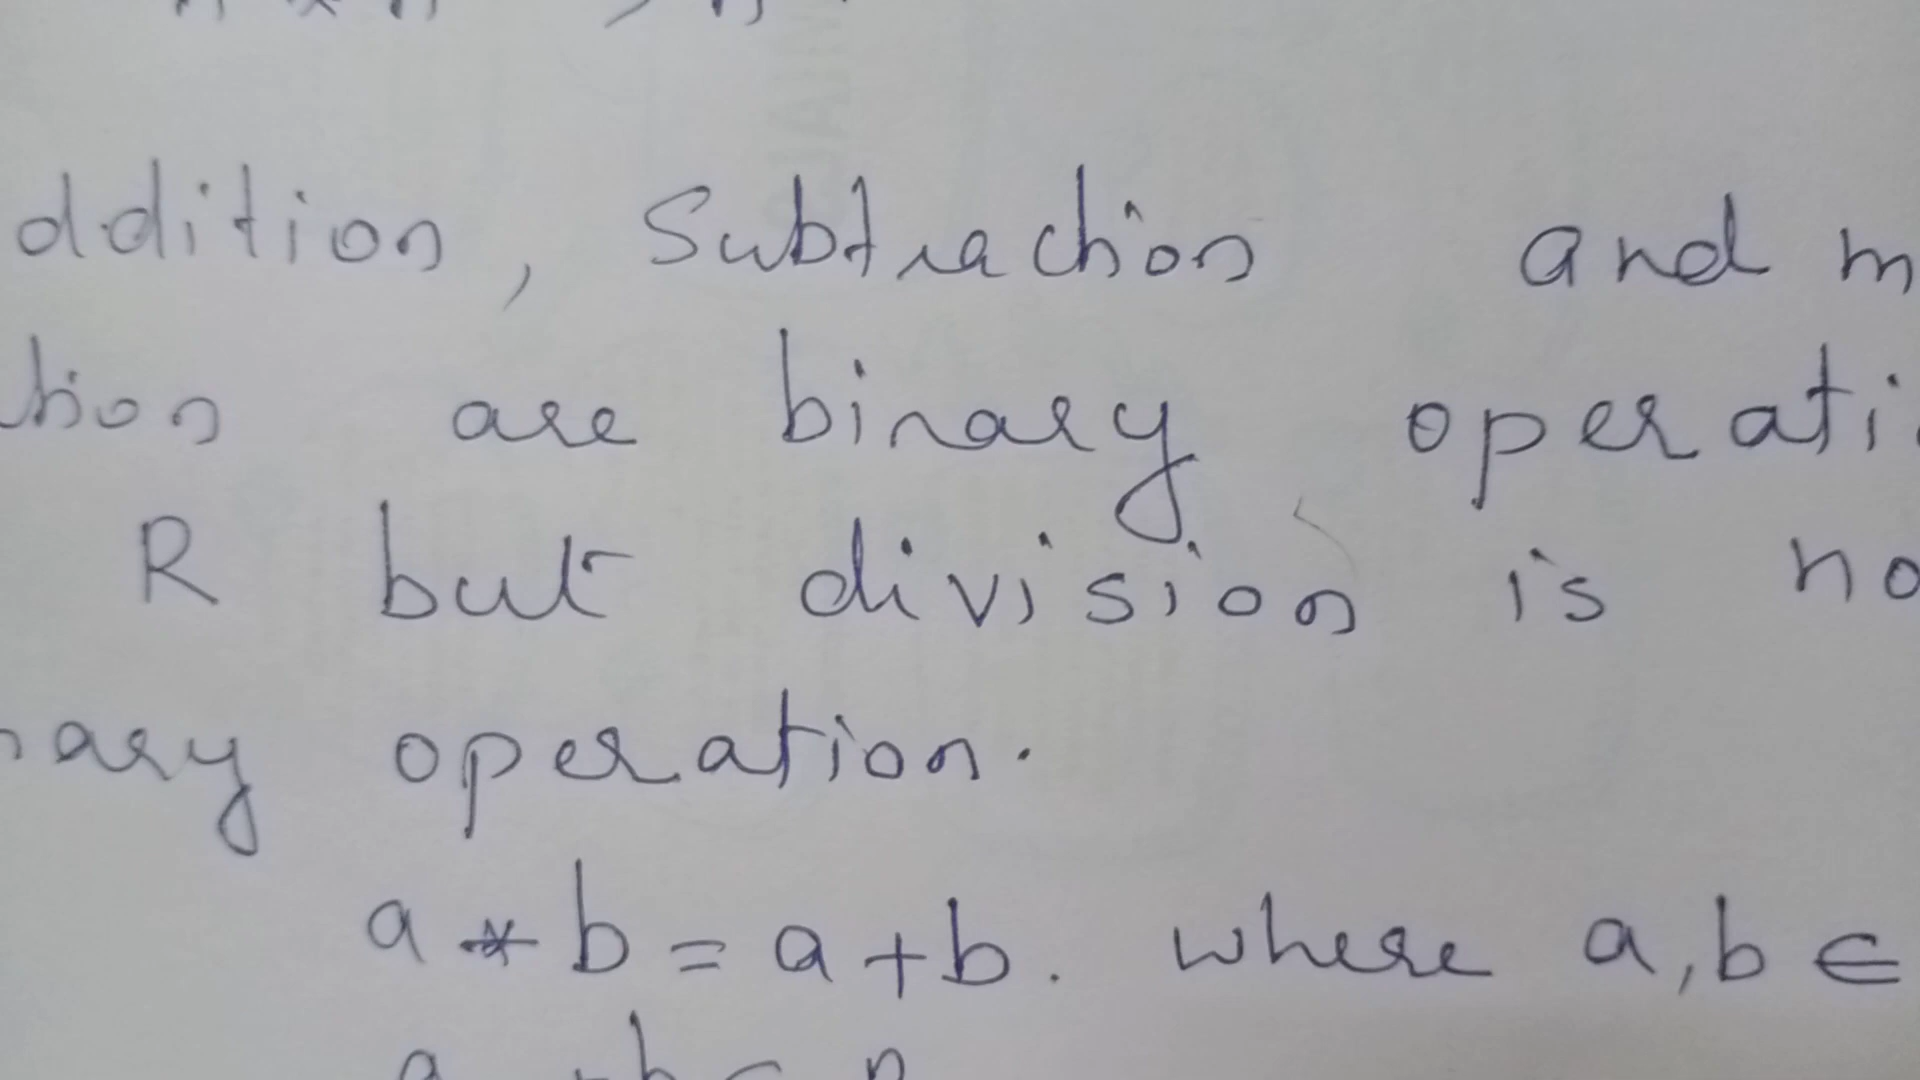 ddition, Subtraction and m
tion are binary operati
R but division is no
nary operation.
a * b = a + b. where a, b ∈